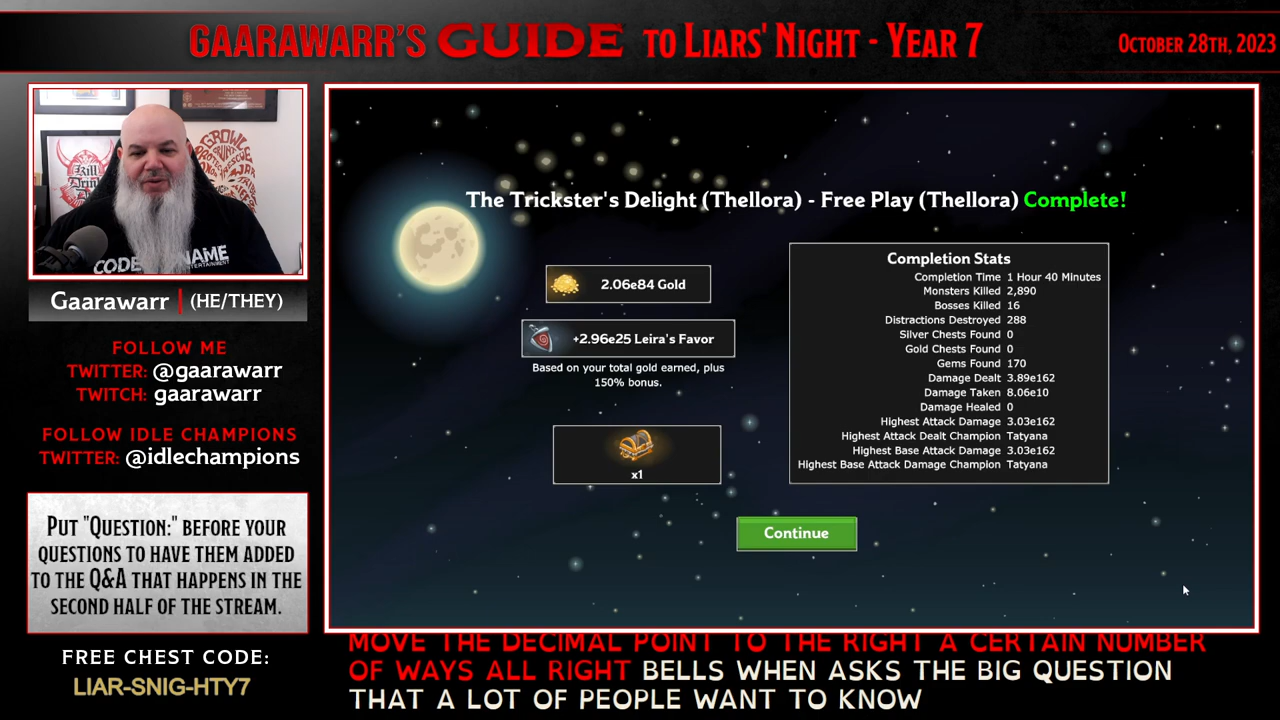 GAARAWARR'S GUIDE TO LIARS' NIGHT - YEAR 7
OCTOBER 28TH, 2023
Gaarawarr | (HE/THEY)
FOLLOW ME
TWITTER: @gaarawarr
TWITCH: gaarawarr
FOLLOW IDLE CHAMPIONS
TWITTER: @idlechampions
PUT "QUESTION:" BEFORE YOUR
QUESTIONS TO HAVE THEM ADDED
TO THE Q&A THAT HAPPENS IN THE
SECOND HALF OF THE STREAM.
FREE CHEST CODE:
LIAR-SNIG-HTY7
The Trickster's Delight (Thellora) - Free Play (Thellora) Complete!
2.06e84 Gold
+2.96e25 Leira's Favor
Based on your total gold earned, plus
150% bonus.
x1
Completion Stats
Completion Time 1 Hour 40 Minutes
Monsters Killed 2,890
Bosses Killed 16
Distractions Destroyed 288
Silver Chests Found 0
Gold Chests Found 0
Gems Found 170
Damage Dealt 3.89e162
Damage Taken 8.06e10
Damage Healed 0
Highest Attack Damage 3.03e162
Highest Attack Dealt Champion Tatyana
Highest Base Attack Damage 3.03e162
Highest Base Attack Damage Champion Tatyana
Continue
MOVE THE DECIMAL POINT TO THE RIGHT A CERTAIN NUMBER
OF WAYS ALL RIGHT BELLS WHEN ASKS THE BIG QUESTION
THAT A LOT OF PEOPLE WANT TO KNOW